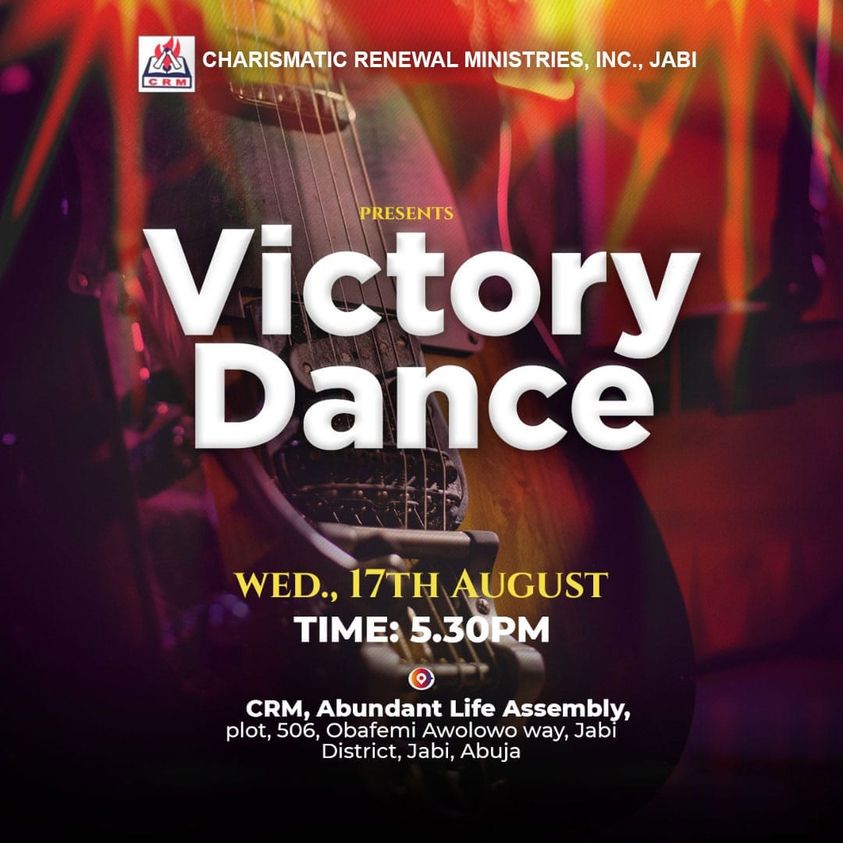 CRM
CHARISMATIC RENEWAL MINISTRIES, INC., JABI
PRESENTS
Victory
Dance
WED., 17TH AUGUST
TIME: 5.30PM
CRM, Abundant Life Assembly,
plot, 506, Obafemi Awolowo way, Jabi
District, Jabi, Abuja